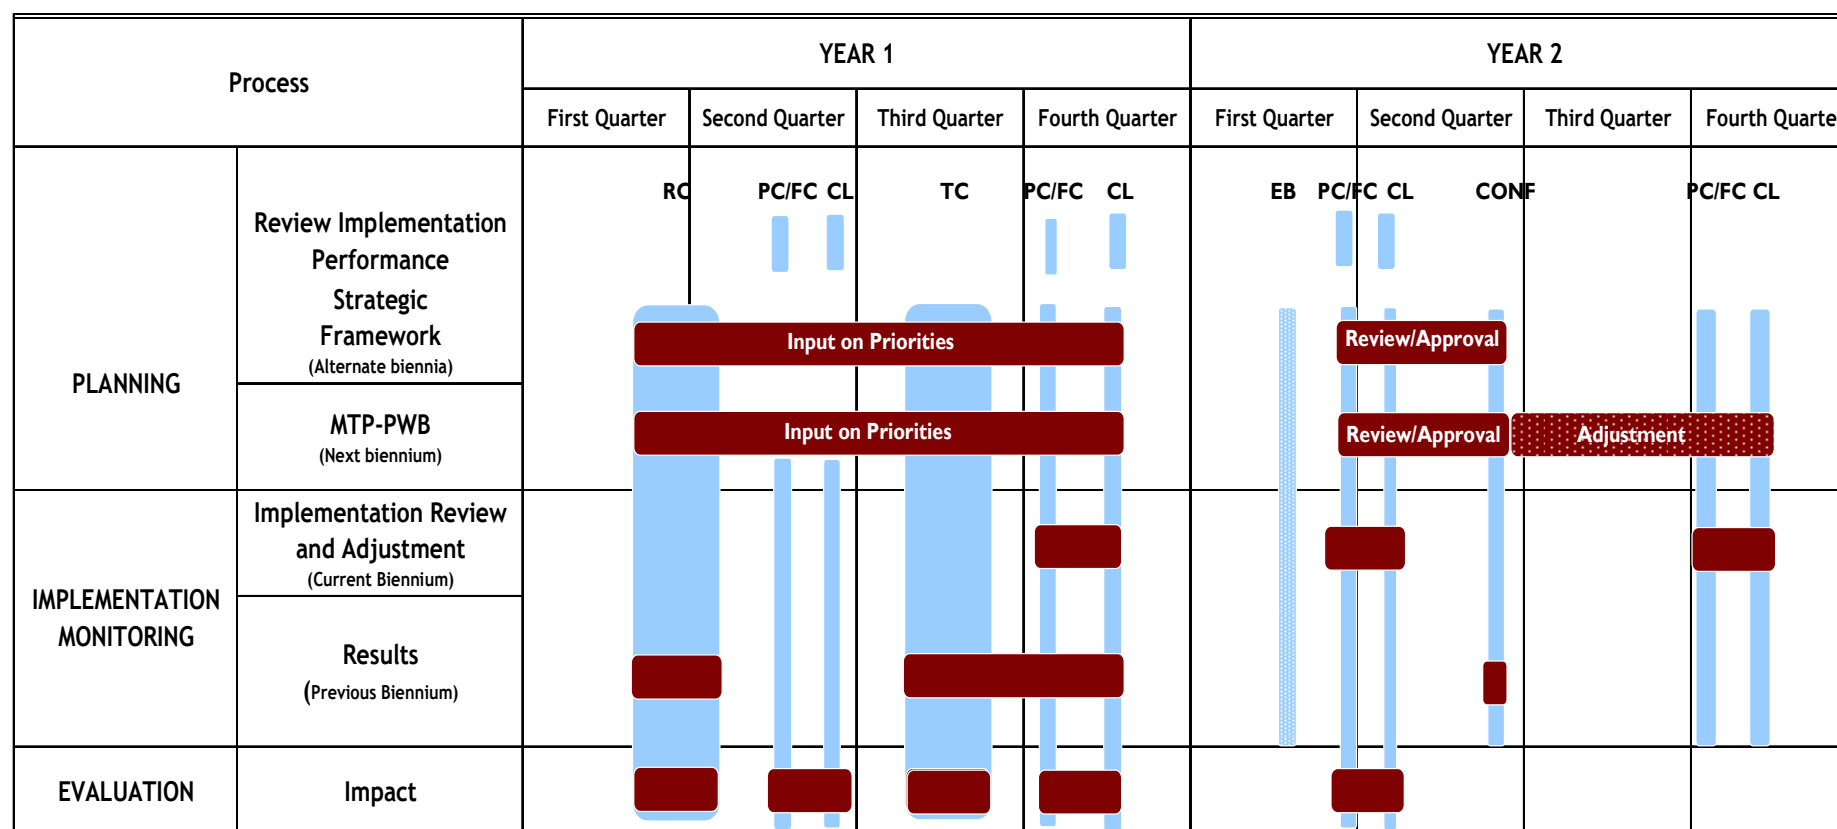 Process
YEAR 1
YEAR 2
First Quarter
Second Quarter
Third Quarter
Fourth Quarter
First Quarter
Second Quarter
Third Quarter
Fourth Quarte
RC
PC/FC
CL
TC
PC/FC
CL
EB
PC/FC
CL
CONF
PC/FC
CL
PLANNING
Review Implementation
Performance
Strategic
Framework
(Alternate biennia)
Input on Priorities
Review/Approval
MTP-PWB
(Next biennium)
Input on Priorities
Review/Approval
Adjustment
IMPLEMENTATION
MONITORING
Implementation Review
and Adjustment
(Current Biennium)
Results
(Previous Biennium)
EVALUATION
Impact